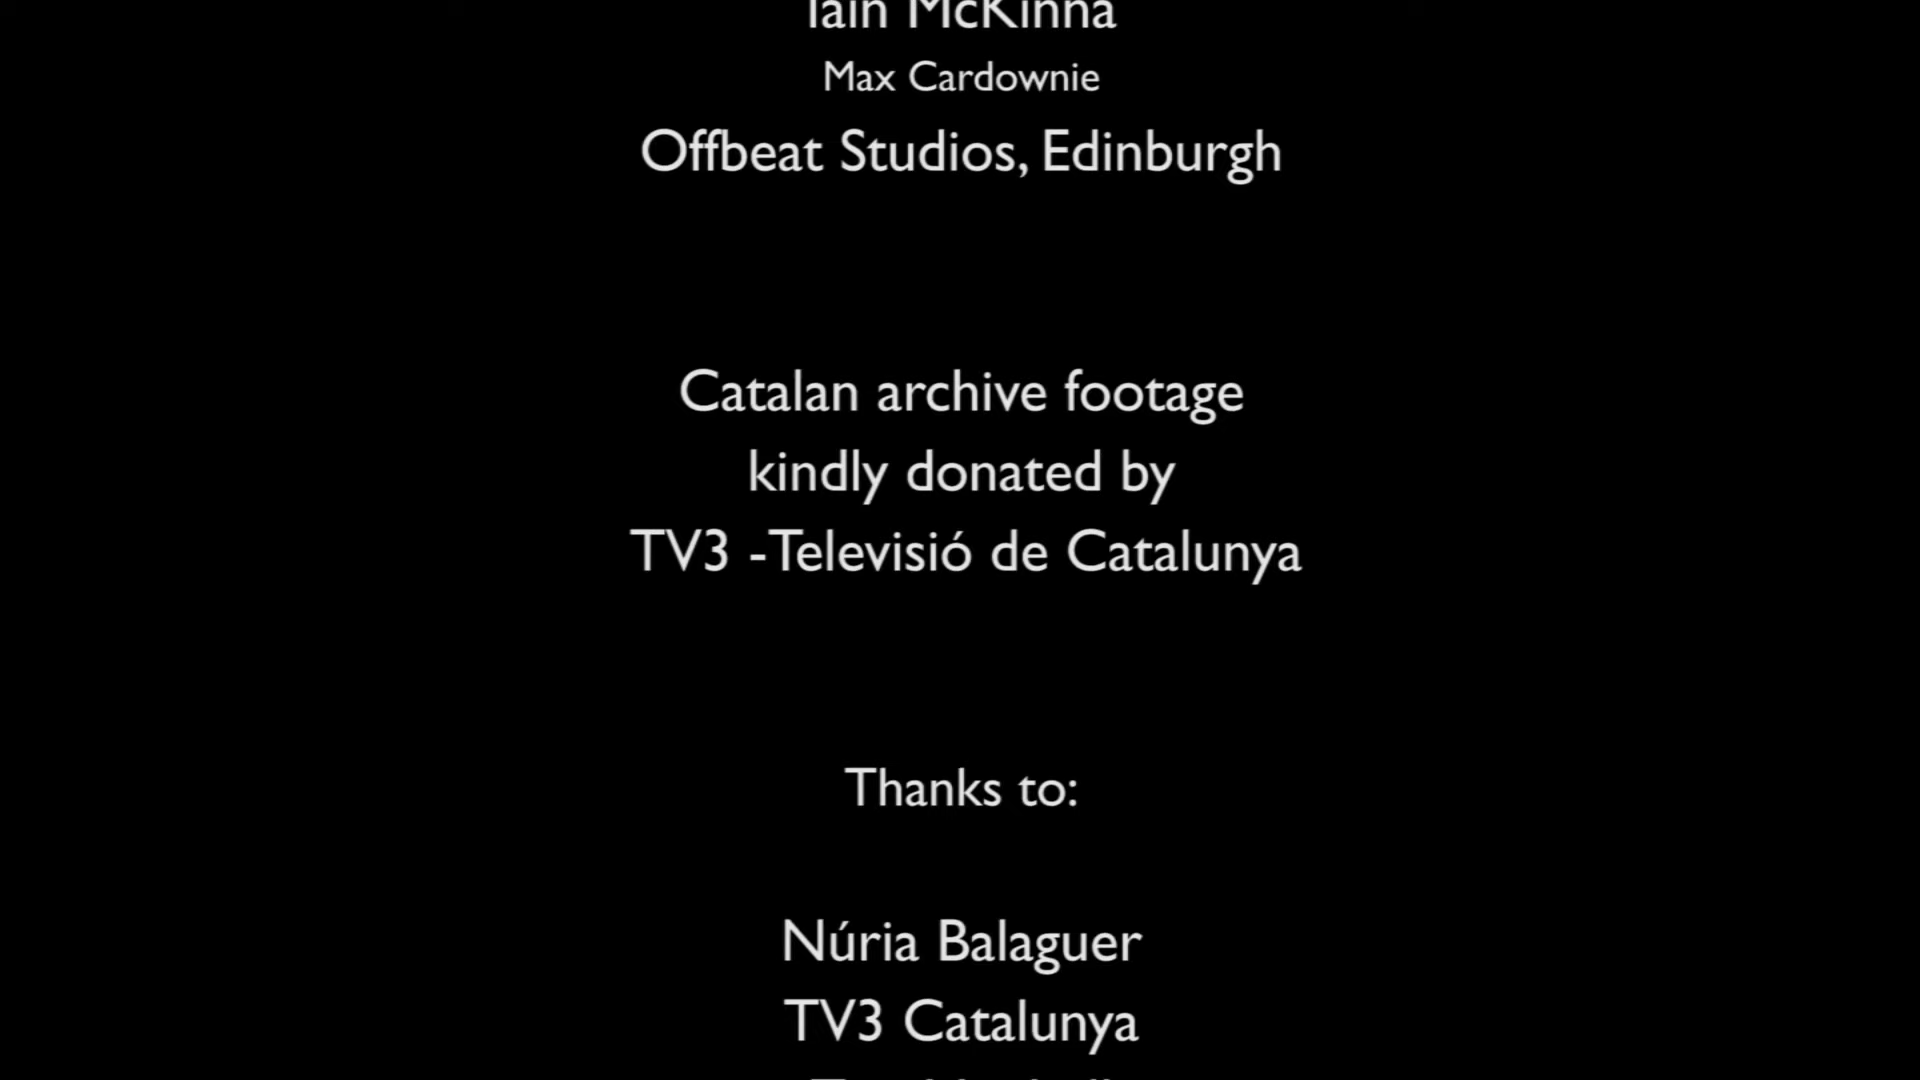 Iain McKinna
Max Cardownie
Offbeat Studios, Edinburgh
Catalan archive footage
kindly donated by
TV3 -Televisió de Catalunya
Thanks to:
Núria Balaguer
TV3 Catalunya